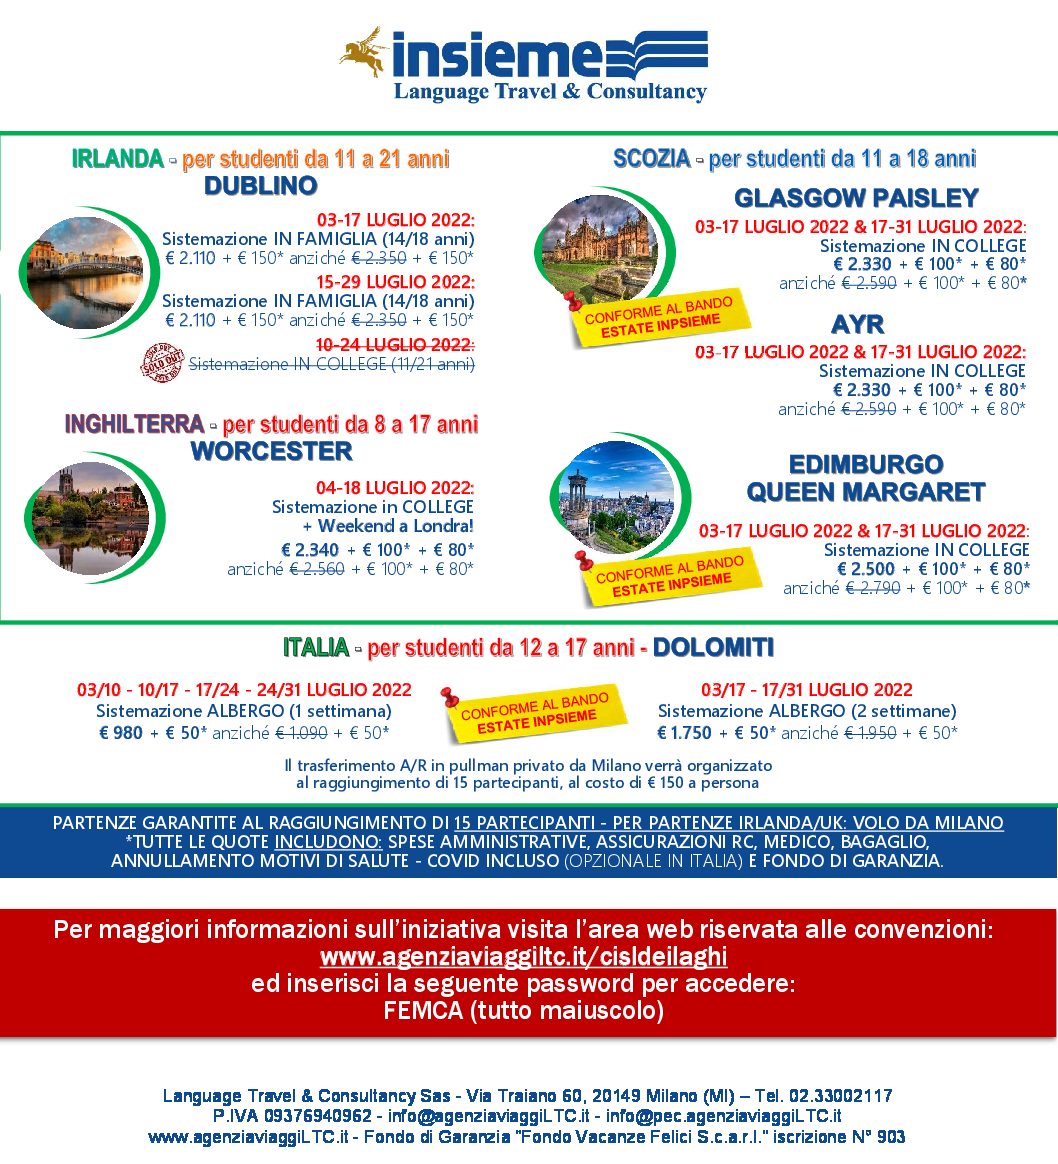 insieme
Language Travel & Consultancy
IRLANDA - per studenti da 11 a 21 anni
DUBLINO
03-17 LUGLIO 2022:
Sistemazione IN FAMIGLIA (14/18 anni)
€ 2.110 + € 150* anziché € 2.350 + € 150*
15-29 LUGLIO 2022:
Sistemazione IN FAMIGLIA (14/18 anni)
€ 2.110 + € 150* anziché € 2.350 + € 150*
SOLD OUT
10-24 LUGLIO 2022:
Sistemazione IN COLLEGE (11/21 anni)
INGHILTERRA - per studenti da 8 a 17 anni
WORCESTER
04-18 LUGLIO 2022:
Sistemazione in COLLEGE
+ Weekend a Londra!
€ 2.340 + € 100* + € 80*
anziché € 2.560 + € 100* + € 80*
SCOZIA - per studenti da 11 a 18 anni
GLASGOW PAISLEY
03-17 LUGLIO 2022 & 17-31 LUGLIO 2022:
Sistemazione IN COLLEGE
€ 2.330 + € 100* + € 80*
anziché € 2.590 + € 100* + € 80*
CONFORME AL BANDO
ESTATE INPSIEME
AYR
03-17 LUGLIO 2022 & 17-31 LUGLIO 2022:
Sistemazione IN COLLEGE
€ 2.330 + € 100* + € 80*
anziché € 2.590 + € 100* + € 80*
EDIMBURGO
QUEEN MARGARET
03-17 LUGLIO 2022 & 17-31 LUGLIO 2022:
Sistemazione IN COLLEGE
€ 2.500 + € 100* + € 80*
anziché € 2.790 + € 100* + € 80*
CONFORME AL BANDO
ESTATE INPSIEME
ITALIA - per studenti da 12 a 17 anni - DOLOMITI
03/10 - 10/17 - 17/24 - 24/31 LUGLIO 2022
Sistemazione ALBERGO (1 settimana)
€ 980 + € 50* anziché € 1.090 + € 50*
CONFORME AL BANDO
ESTATE INPSIEME
03/17 - 17/31 LUGLIO 2022
Sistemazione ALBERGO (2 settimane)
€ 1.750 + € 50* anziché € 1.950 + € 50*
Il trasferimento A/R in pullman privato da Milano verrà organizzato
al raggiungimento di 15 partecipanti, al costo di € 150 a persona
PARTENZE GARANTITE AL RAGGIUNGIMENTO DI 15 PARTECIPANTI - PER PARTENZE IRLANDA/UK: VOLO DA MILANO
*TUTTE LE QUOTE INCLUDONO: SPESE AMMINISTRATIVE, ASSICURAZIONI RC, MEDICO, BAGAGLIO,
ANNULLAMENTO MOTIVI DI SALUTE - COVID INCLUSO (OPZIONALE IN ITALIA) E FONDO DI GARANZIA.
Per maggiori informazioni sull'iniziativa visita l'area web riservata alle convenzioni:
www.agenziaviaggiltc.it/cisldeilaghi
ed inserisci la seguente password per accedere:
FEMCA (tutto maiuscolo)
Language Travel & Consultancy Sas - Via Traiano 60, 20149 Milano (MI) – Tel. 02.33002117
P.IVA 09376940962 - info@agenziaviaggiLTC.it - info@pec.agenziaviaggiLTC.it
www.agenziaviaggiLTC.it - Fondo di Garanzia "Fondo Vacanze Felici S.c.a.r.l." iscrizione N° 903